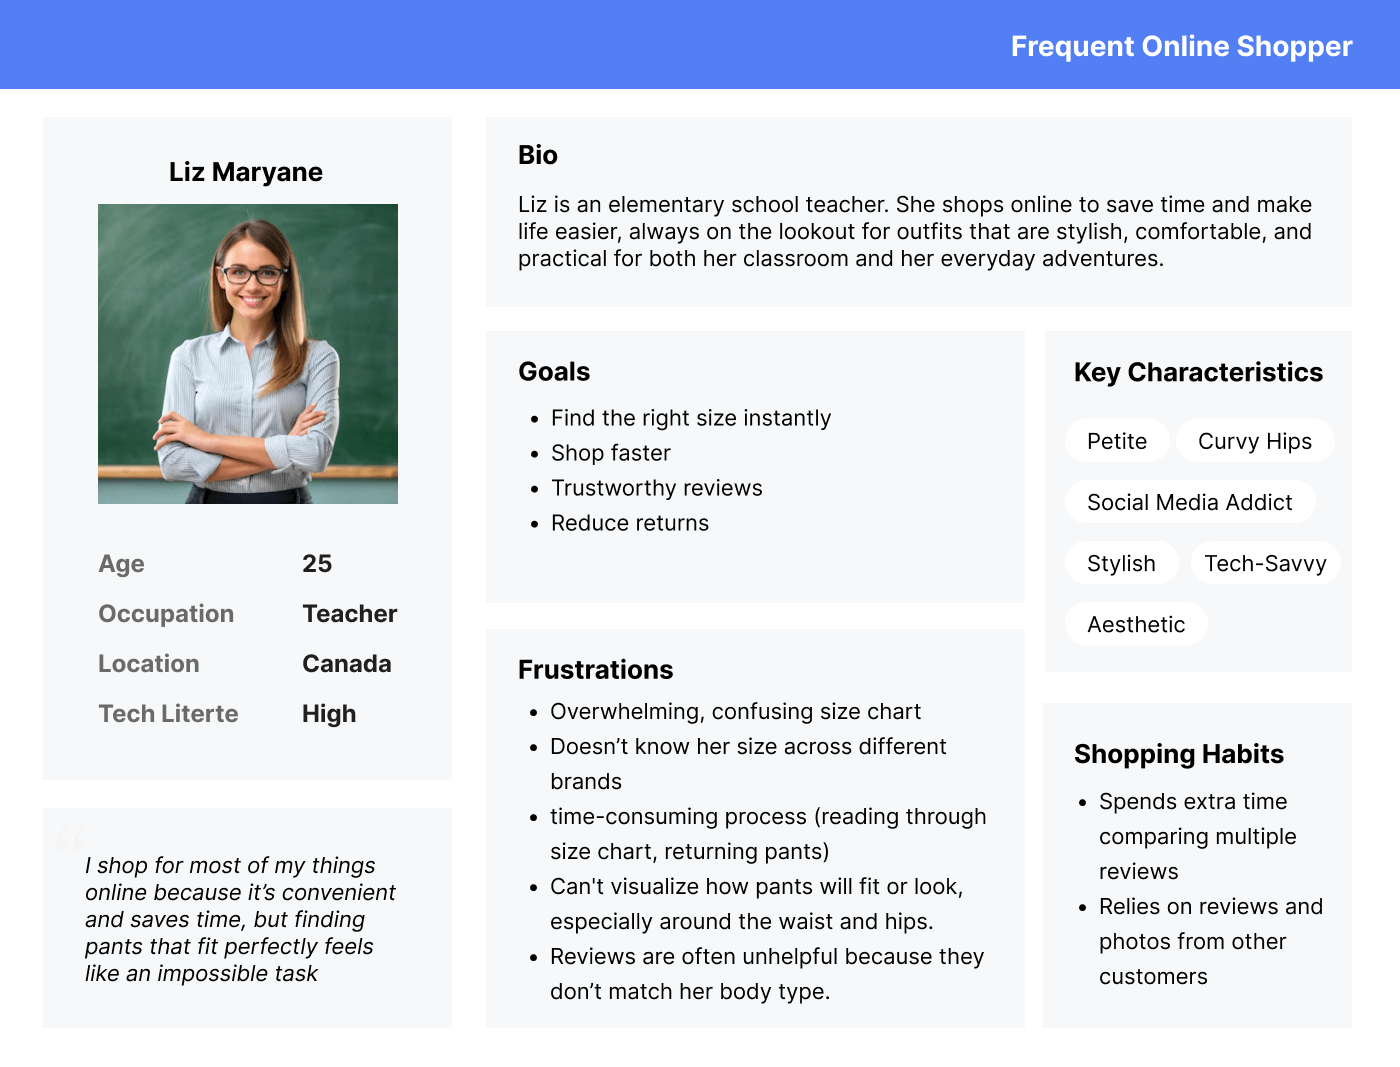 Frequent Online Shopper
Liz Maryane
Age 25
Occupation Teacher
Location Canada
Tech Literte High
“
I shop for most of my things
online because it’s convenient
and saves time, but finding
pants that fit perfectly feels
like an impossible task
Bio
Liz is an elementary school teacher. She shops online to save time and make
life easier, always on the lookout for outfits that are stylish, comfortable, and
practical for both her classroom and her everyday adventures.
Goals
• Find the right size instantly
• Shop faster
• Trustworthy reviews
• Reduce returns
Frustrations
• Overwhelming, confusing size chart
• Doesn’t know her size across different
brands
• time-consuming process (reading through
size chart, returning pants)
• Can't visualize how pants will fit or look,
especially around the waist and hips.
• Reviews are often unhelpful because they
don’t match her body type.
Key Characteristics
Petite Curvy Hips
Social Media Addict
Stylish Tech-Savvy
Aesthetic
Shopping Habits
• Spends extra time
comparing multiple
reviews
• Relies on reviews and
photos from other
customers